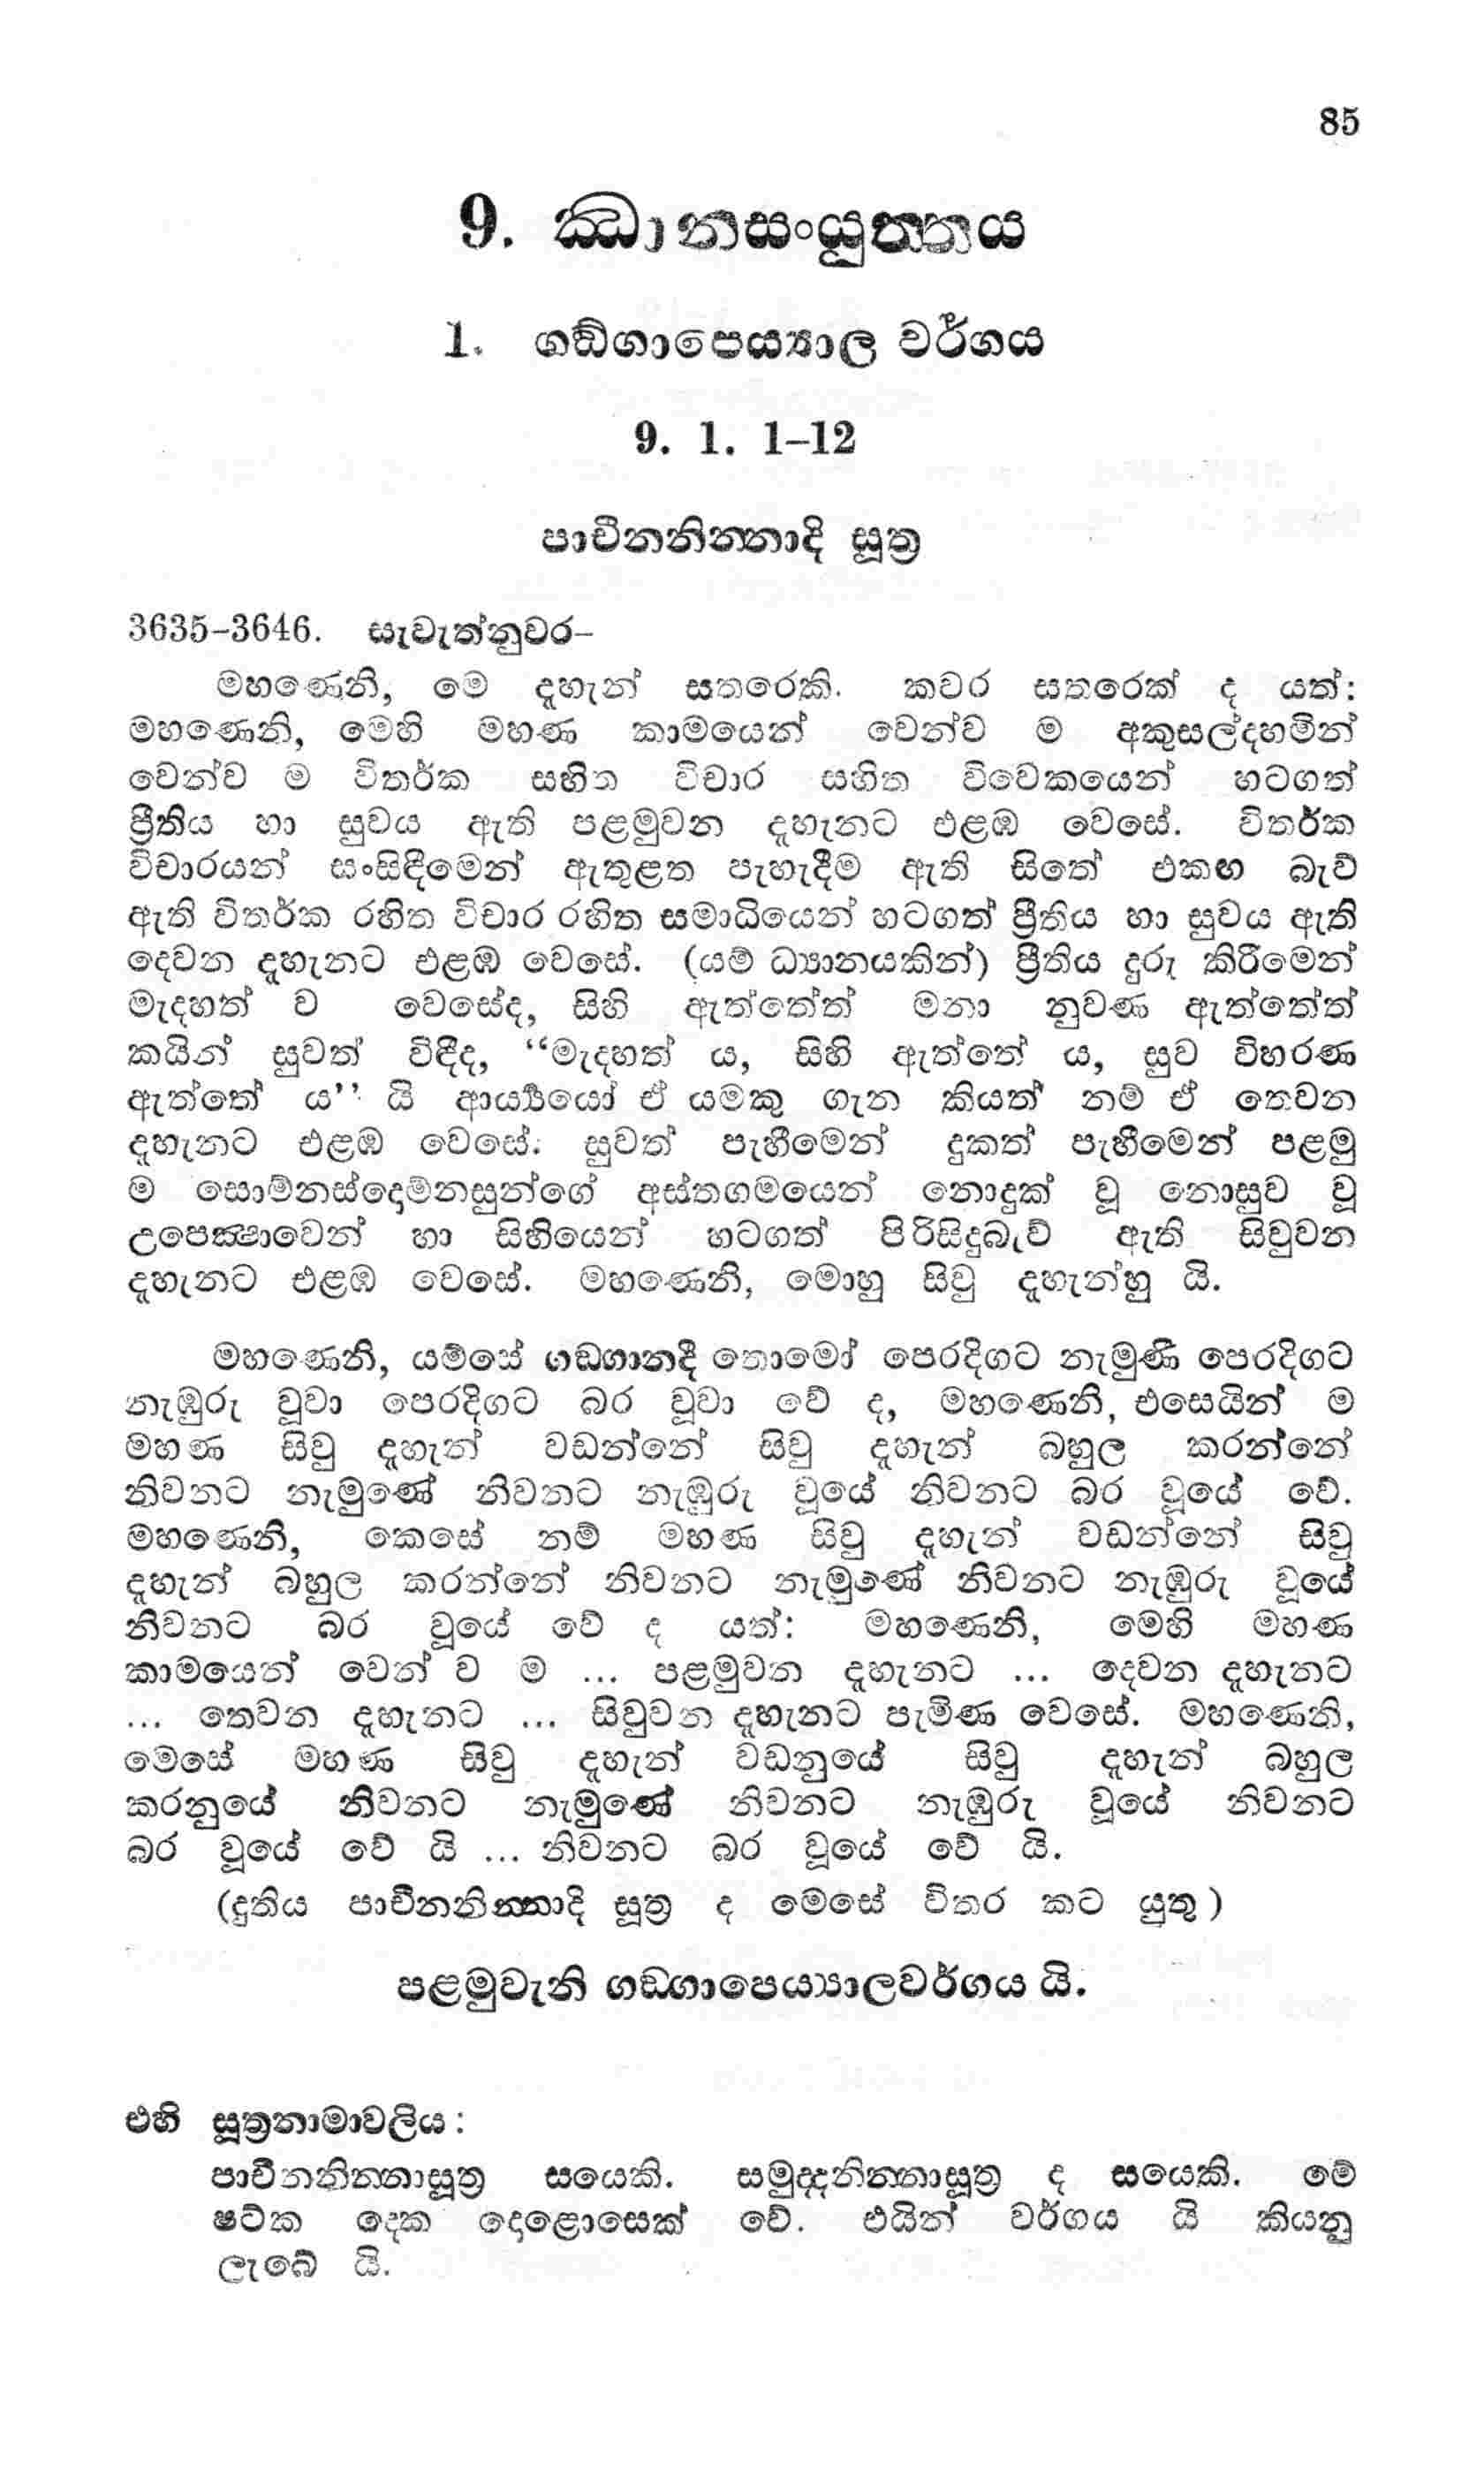 85
9. ඣානසංයුත්තය
1. ගඞ්ගාපෙය්‍යාල වර්ගය
9. 1. 1–12
පාචීනනින්නාදි සූත්‍ර
3635–3646. සැවැත්නුවර–
මහණෙනි, මෙ දැහැන් සතරෙකි. කවර සතරෙක් ද යත්:
මහණෙනි, මෙහි මහණ කාමයෙන් වෙන්ව ම අකුසල්දහමින්
වෙන්ව ම විතර්ක සහිත විචාර සහිත විවෙකයෙන් හටගත්
ප්‍රීතිය හා සුවය ඇති පළමුවන දැහැනට එළඹ වෙසේ. විතර්ක
විචාරයන් සංසිඳීමෙන් ඇතුළත පැහැදීම ඇති සිතේ එකඟ බැව්
ඇති විතර්ක රහිත විචාර රහිත සමාධියෙන් හටගත් ප්‍රීතිය හා සුවය ඇති
දෙවන දැහැනට එළඹ වෙසේ. (යම් ධ්‍යානයකින්) ප්‍රීතිය දුරු කිරීමෙන්
මැදහත් ව වෙසේද, සිහි ඇත්තේත් මනා නුවණ ඇත්තේත්
කයින් සුවත් විඳීද, “මැදහත් ය, සිහි ඇත්තේ ය, සුව විහරණ
ඇත්තේ ය” යි ආර්‍ය්‍යයෝ ඒ යමකු ගැන කියත් නම් ඒ තෙවන
දැහැනට එළඹ වෙසේ. සුවත් පැහීමෙන් දුකත් පැහීමෙන් පළමු
ම සොම්නස්දොම්නසුන්ගේ අස්තගමයෙන් නොදුක් වූ නොසුව වූ
උපෙක්‍ෂාවෙන් හා සිහියෙන් හටගත් පිරිසිදුබැව් ඇති සිවුවන
දැහැනට එළඹ වෙසේ. මහණෙනි, මොහු සිවු දැහැන්හු යි.
මහණෙනි, යම්සේ ගඞ්ගානදී තොමෝ පෙරදිගට නැමුණී පෙරදිගට
නැඹුරු වූවා පෙරදිගට බර වූවා වේ ද, මහණෙනි, එසෙයින් ම
මහණ සිවු දැහැන් වඩන්නේ සිවු දැහැන් බහුල කරන්නේ
නිවනට නැමුණේ නිවනට නැඹුරු වූයේ නිවනට බර වූයේ වේ.
මහණෙනි, කෙසේ නම් මහණ සිවු දැහැන් වඩන්නේ සිවු
දැහැන් බහුල කරන්නේ නිවනට නැමුණේ නිවනට නැඹුරු වූයේ
නිවනට බර වූයේ වේ ද යත්: මහණෙනි, මෙහි මහණ
කාමයෙන් වෙන් ව ම ... පළමුවන දැහැනට ... දෙවන දැහැනට
... තෙවන දැහැනට ... සිවුවන දැහැනට පැමිණ වෙසේ. මහණෙනි,
මෙසේ මහණ සිවු දැහැන් වඩනුයේ සිවු දැහැන් බහුල
කරනුයේ නිවනට නැමුණේ නිවනට නැඹුරු වූයේ නිවනට
බර වූයේ වේ යි ... නිවනට බර වූයේ වේ යි.
(දුතිය පාචීනනින්නාදි සූත්‍ර ද මෙසේ විතර කට යුතු)
පළමුවැනි ගඞ්ගාපෙය්‍යාලවර්ගය යි.
එහි සූත්‍රනාමාවලිය:
පාචීනනින්නාසූත්‍ර සයෙකි. සමුද්දනින්නාසූත්‍ර ද සයෙකි. මේ
ෂට්ක දෙක දොළොසෙක් වේ. එයින් වර්ගය යි කියනු
ලැබේ යි.